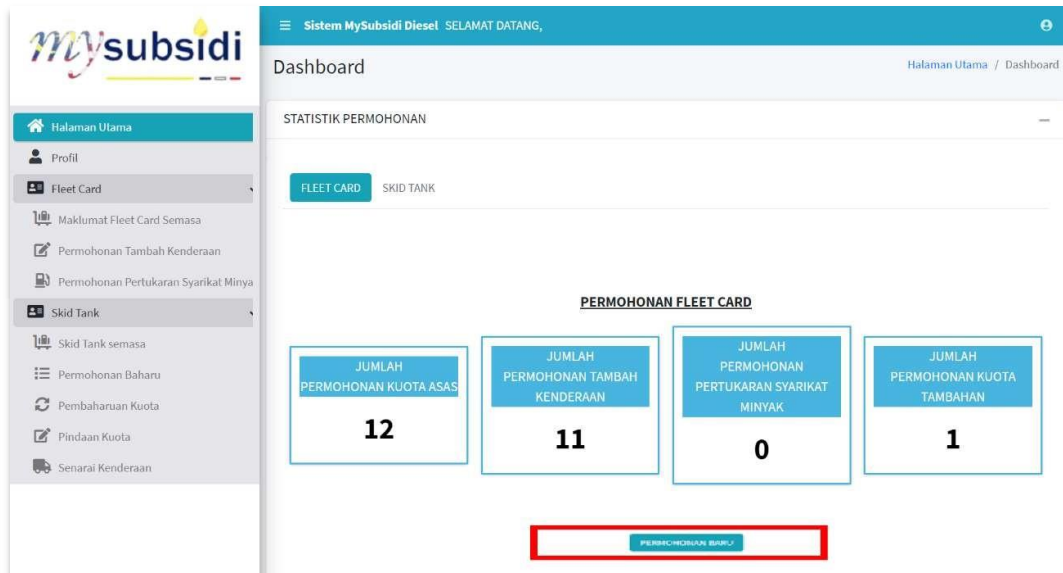 mysubsidi
Sistem MySubsidi Diesel SELAMAT DATANG,
Dashboard
Halaman Utama / Dashboard
Halaman Utama
Profil
Fleet Card
Maklumat Fleet Card Semasa
Permohonan Tambah Kenderaan
Permohonan Pertukaran Syarikat Minya
Skid Tank
Skid Tank semasa
Permohonan Baharu
Pembaharuan Kuota
Pindaan Kuota
Senarai Kenderaan
STATISTIK PERMOHONAN
FLEET CARD
SKID TANK
PERMOHONAN FLEET CARD
JUMLAH
PERMOHONAN KUOTA ASAS
12
JUMLAH
PERMOHONAN TAMBAH
KENDERAAN
11
JUMLAH
PERMOHONAN
PERTUKARAN SYARIKAT
MINYAK
0
JUMLAH
PERMOHONAN KUOTA
TAMBAHAN
1
PERMOHONAN BARU